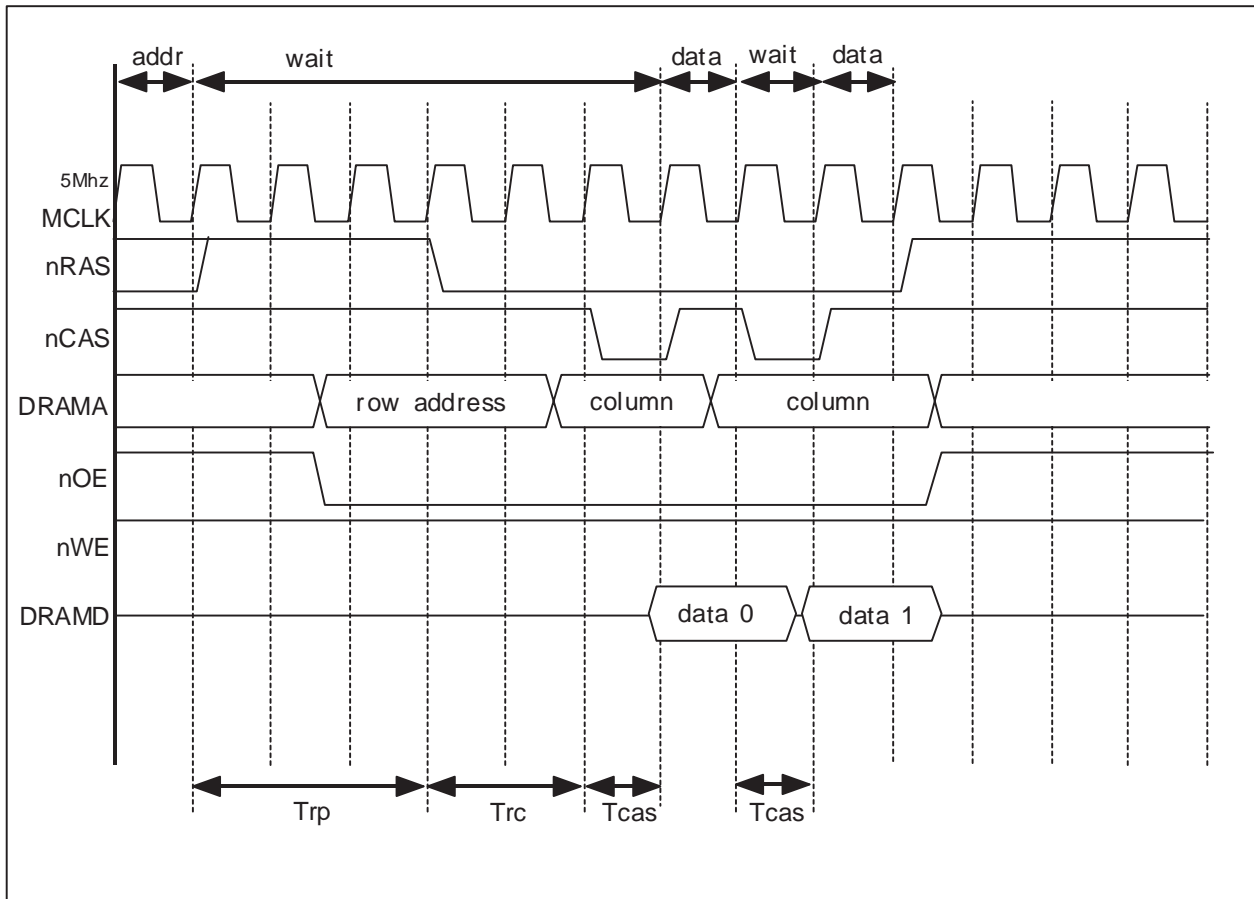 addr wait data wait data
5Mhz
MCLK
nRAS
nCAS
DRAMA row address column column
nOE
nWE
DRAMD data 0 data 1
Trp Trc Tcas Tcas